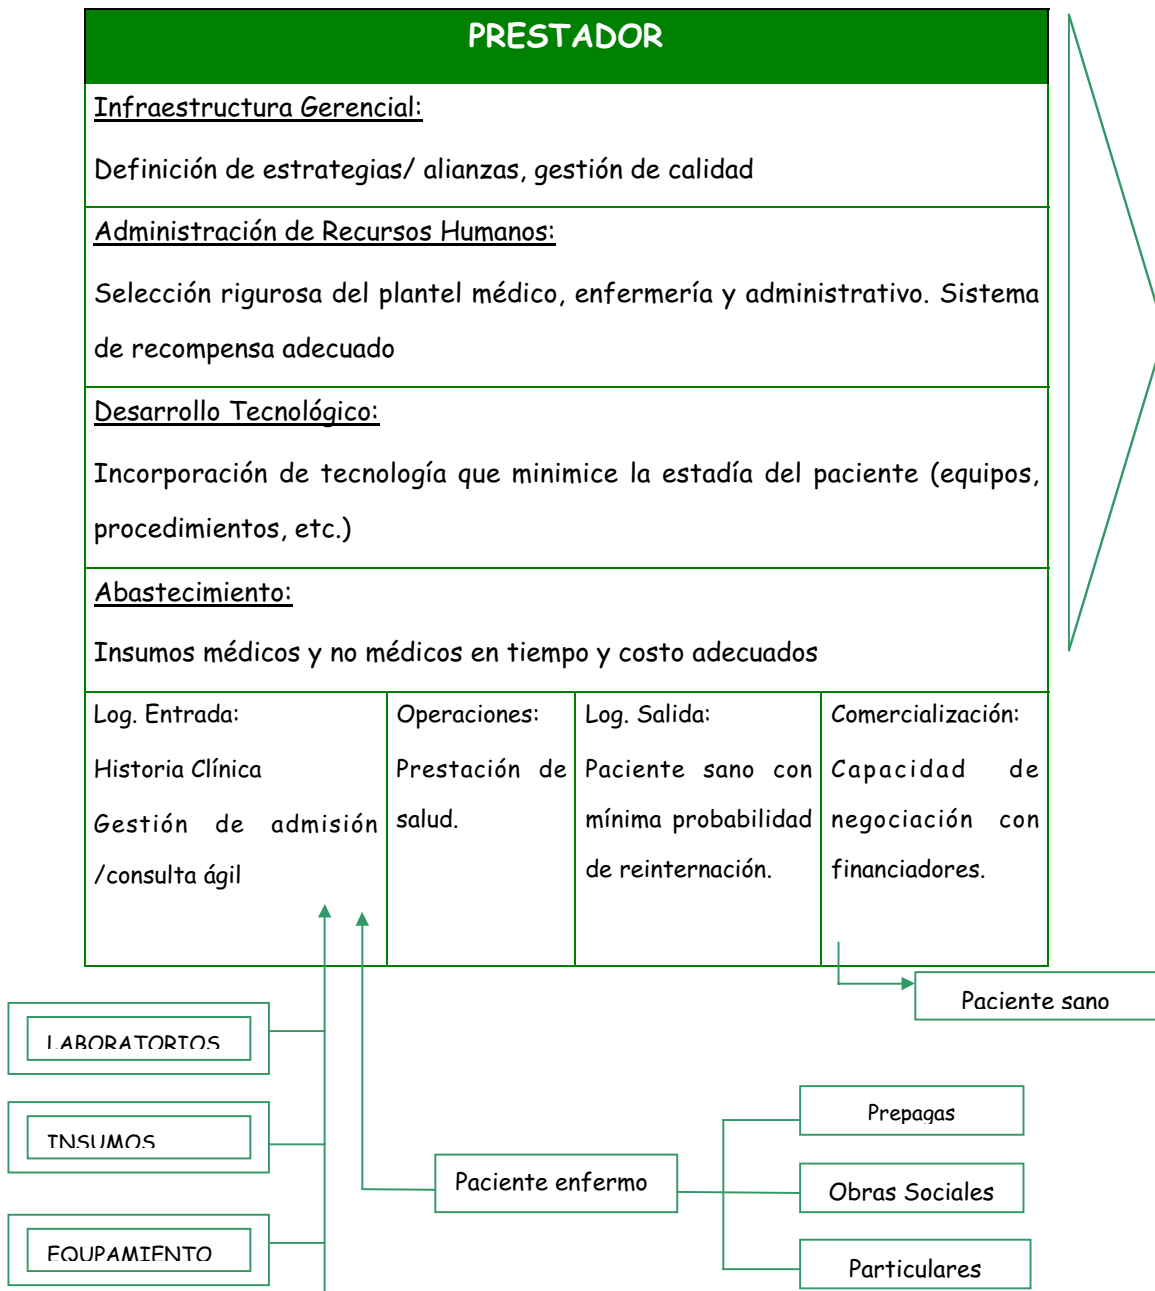 PRESTADOR
Infraestructura Gerencial:
Definición de estrategias/ alianzas, gestión de calidad
Administración de Recursos Humanos:
Selección rigurosa del plantel médico, enfermería y administrativo. Sistema
de recompensa adecuado
Desarrollo Tecnológico:
Incorporación de tecnología que minimice la estadía del paciente (equipos,
procedimientos, etc.)
Abastecimiento:
Insumos médicos y no médicos en tiempo y costo adecuados
Log. Entrada:
Historia Clínica
Gestión de admisión
/consulta ágil
Operaciones:
Prestación de
salud.
Log. Salida:
Paciente sano con
mínima probabilidad
de reinternación.
Comercialización:
Capacidad de
negociación con
financiadores.
Paciente sano
LABORATORIOS
INSUMOS
EQUPAMIENTO
Paciente enfermo
Prepagas
Obras Sociales
Particulares